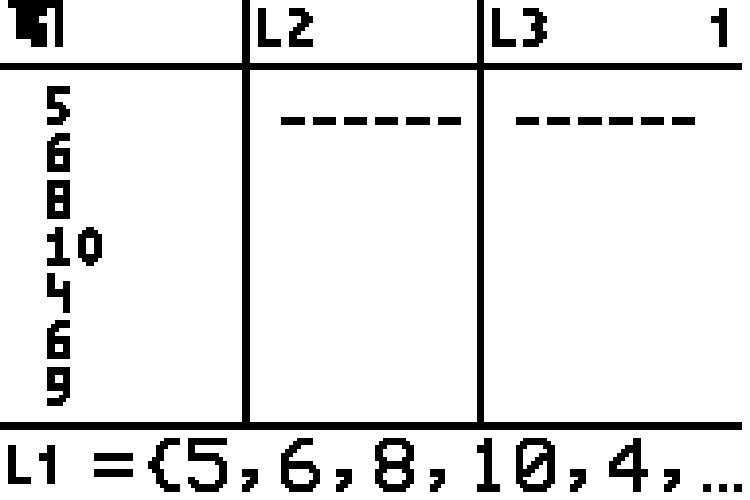 L1 L2 L3 1
5 ------ ------
6
8
10
4
6
9
L1 ={5,6,8,10,4,...